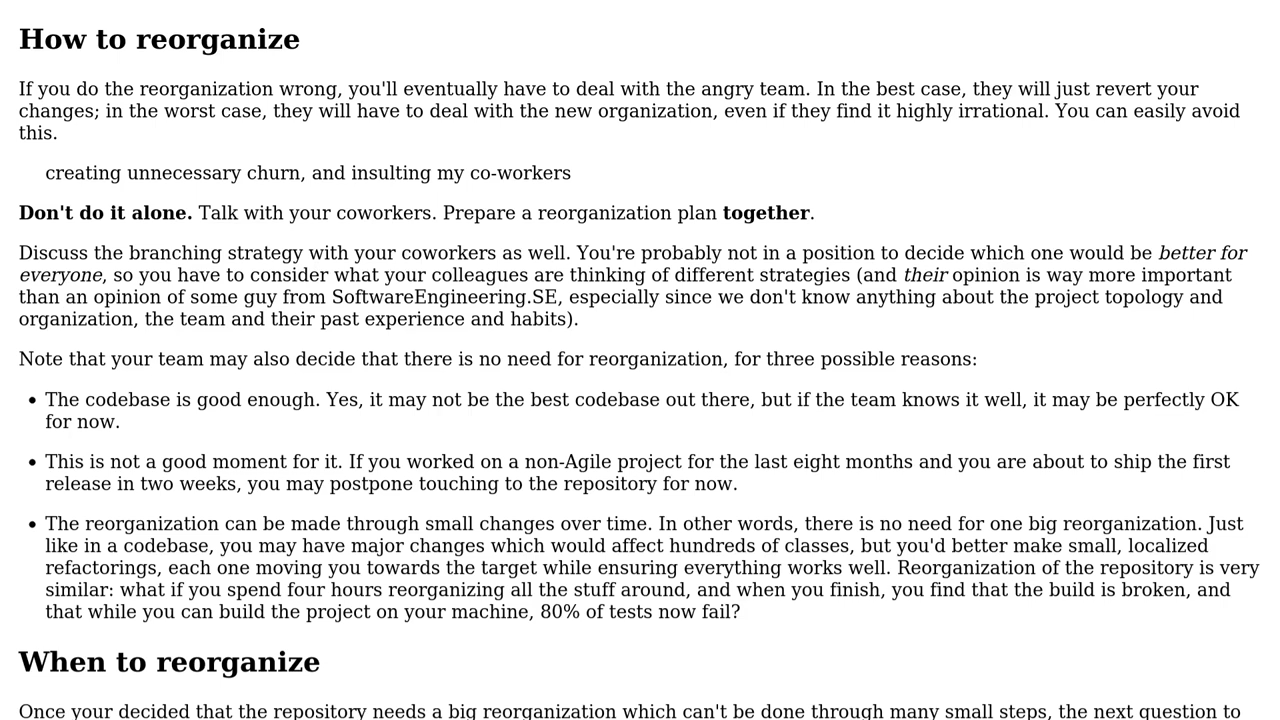 How to reorganize
If you do the reorganization wrong, you'll eventually have to deal with the angry team. In the best case, they will just revert your
changes; in the worst case, they will have to deal with the new organization, even if they find it highly irrational. You can easily avoid
this.
creating unnecessary churn, and insulting my co-workers
Don't do it alone. Talk with your coworkers. Prepare a reorganization plan together.
Discuss the branching strategy with your coworkers as well. You're probably not in a position to decide which one would be better for
everyone, so you have to consider what your colleagues are thinking of different strategies (and their opinion is way more important
than an opinion of some guy from SoftwareEngineering.SE, especially since we don't know anything about the project topology and
organization, the team and their past experience and habits).
Note that your team may also decide that there is no need for reorganization, for three possible reasons:
• The codebase is good enough. Yes, it may not be the best codebase out there, but if the team knows it well, it may be perfectly OK
for now.
• This is not a good moment for it. If you worked on a non-Agile project for the last eight months and you are about to ship the first
release in two weeks, you may postpone touching to the repository for now.
• The reorganization can be made through small changes over time. In other words, there is no need for one big reorganization. Just
like in a codebase, you may have major changes which would affect hundreds of classes, but you'd better make small, localized
refactorings, each one moving you towards the target while ensuring everything works well. Reorganization of the repository is very
similar: what if you spend four hours reorganizing all the stuff around, and when you finish, you find that the build is broken, and
that while you can build the project on your machine, 80% of tests now fail?
When to reorganize
Once your decided that the repository needs a big reorganization which can't be done through many small steps, the next question to